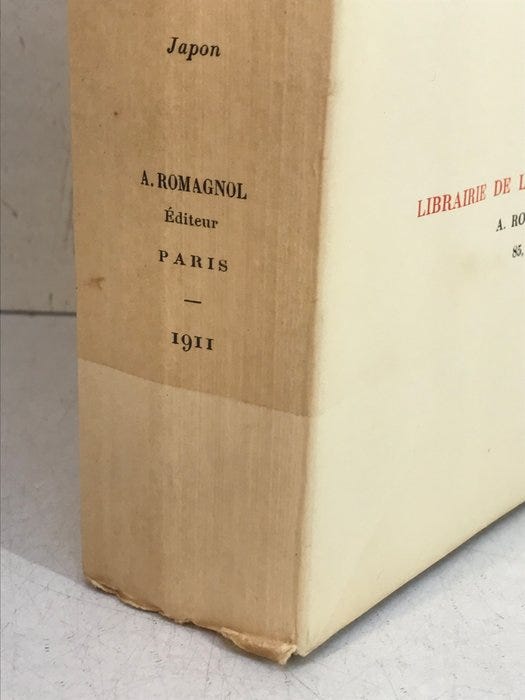 Japon
A. ROMAGNOL
Éditeur
PARIS
—
1911
LIBRAIRIE DE L
A. RO
85,